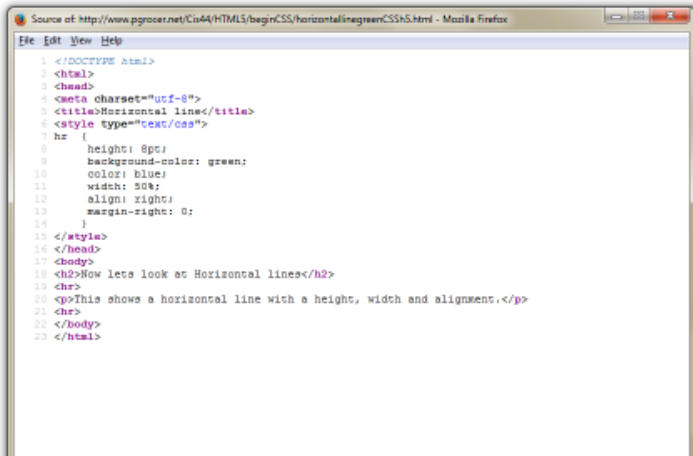 Source of: http://www.pgrocer.net/Cis44/HTML5/beginCSS/horizontallinegreenCSSh5.html - Mozilla Firefox
File Edit View Help
1 <!DOCTYPE html>
2 <html>
3 <head>
4 <meta charset="utf-8">
5 <title>Horizontal line</title>
6 <style type="text/css">
7 hr {
8 height: 8pt;
9 background-color: green;
10 color: blue;
11 width: 50%;
12 align: right;
13 margin-right: 0;
14 }
15 </style>
16 </head>
17 <body>
18 <h2>Now lets look at Horizontal lines</h2>
19 <hr>
20 <p>This shows a horizontal line with a height, width and alignment.</p>
21 <hr>
22 </body>
23 </html>